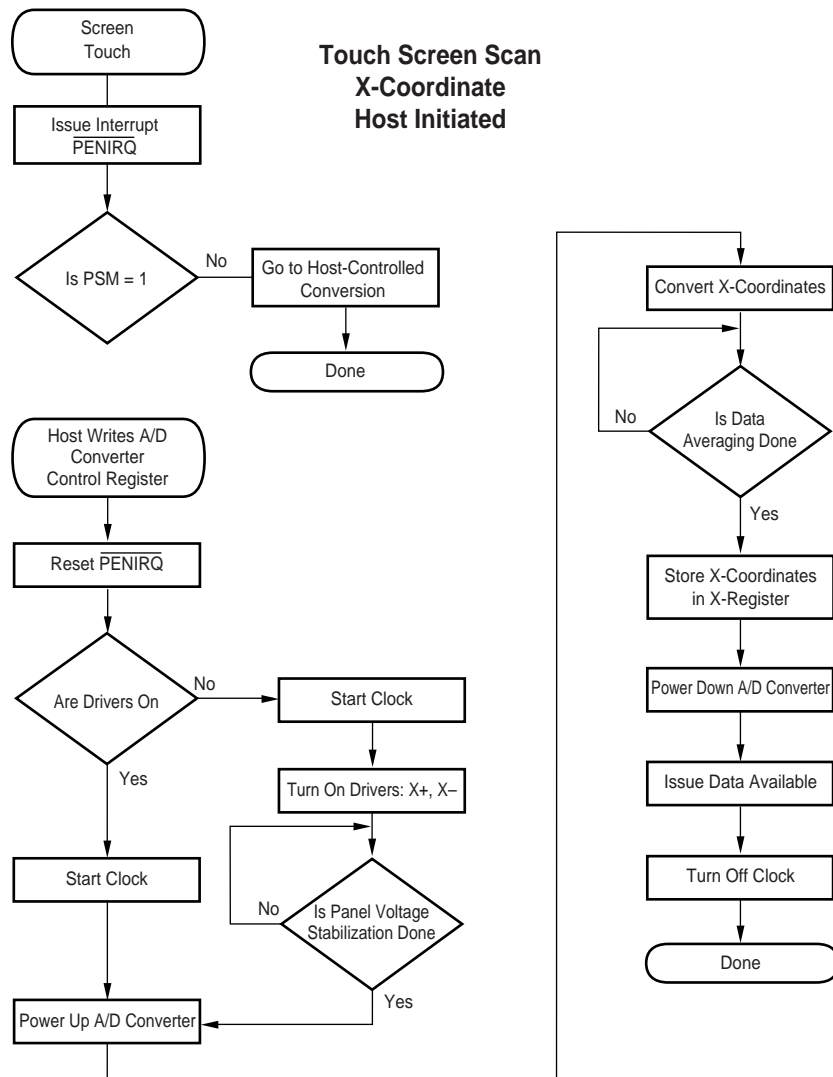 Touch Screen Scan
X-Coordinate
Host Initiated
Screen
Touch
Issue Interrupt
PENIRQ
Is PSM = 1
No
Go to Host-Controlled
Conversion
Done
Host Writes A/D
Converter
Control Register
Reset PENIRQ
Are Drivers On
No
Yes
Start Clock
Turn On Drivers: X+, X–
Is Panel Voltage
Stabilization Done
No
Yes
Start Clock
Power Up A/D Converter
Convert X-Coordinates
Is Data
Averaging Done
No
Yes
Store X-Coordinates
in X-Register
Power Down A/D Converter
Issue Data Available
Turn Off Clock
Done